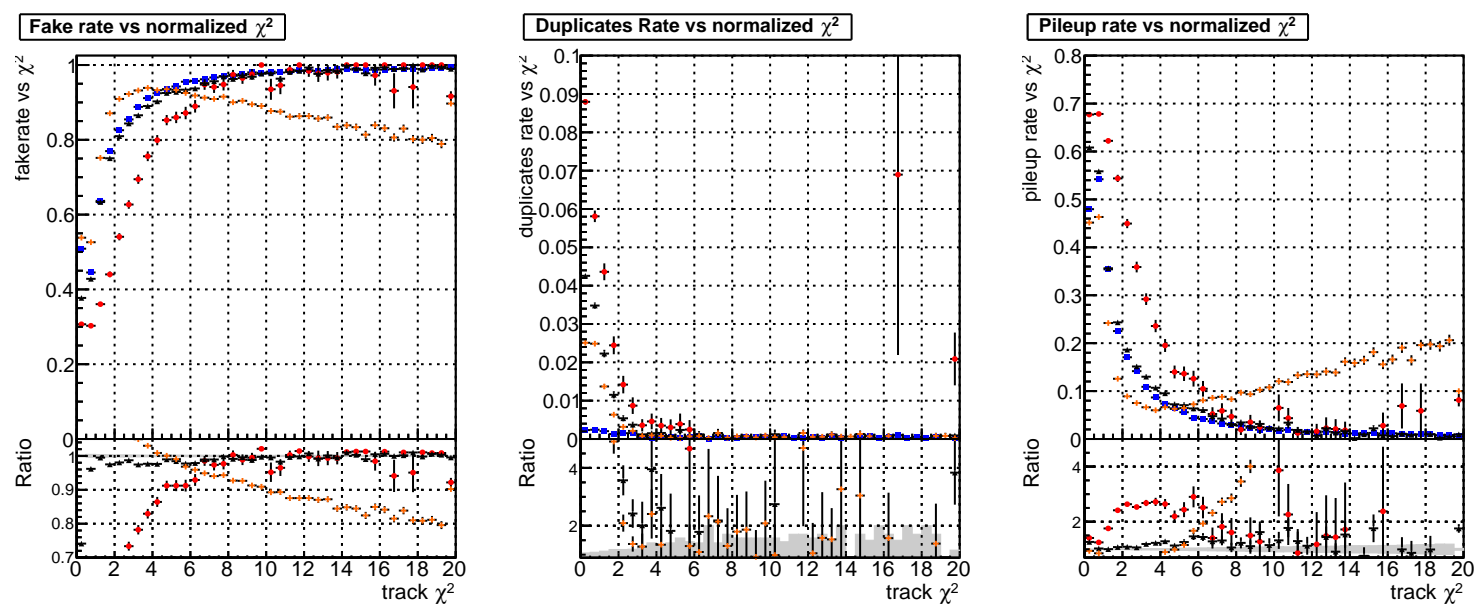 Fake rate vs normalized χ²
fakerate vs χ²
1
0.8
0.6
0.4
0.2
0
Ratio
1
0.9
0.8
0.7
0 2 4 6 8 10 12 14 16 18 20
track χ²
Duplicates Rate vs normalized χ²
duplicates rate vs χ²
0.1
0.09
0.08
0.07
0.06
0.05
0.04
0.03
0.02
0.01
0
Ratio
4
2
0 2 4 6 8 10 12 14 16 18 20
track χ²
Pileup rate vs normalized χ²
pileup rate vs χ²
0.8
0.7
0.6
0.5
0.4
0.3
0.2
0.1
0
Ratio
4
2
0 2 4 6 8 10 12 14 16 18 20
track χ²